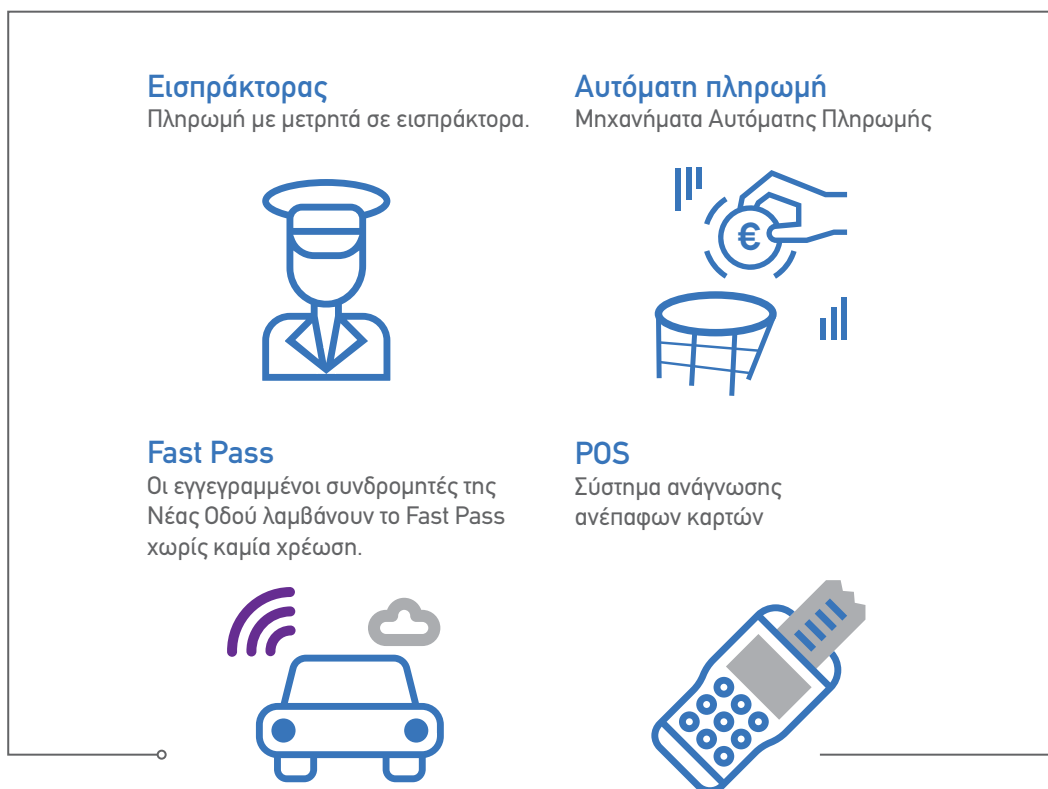 Εισπράκτορας
Πληρωμή με μετρητά σε εισπράκτορα.
Αυτόματη πληρωμή
Μηχανήματα Αυτόματης Πληρωμής
€
Fast Pass
Οι εγγεγραμμένοι συνδρομητές της
Νέας Οδού λαμβάνουν το Fast Pass
χωρίς καμία χρέωση.
POS
Σύστημα ανάγνωσης
ανέπαφων καρτών